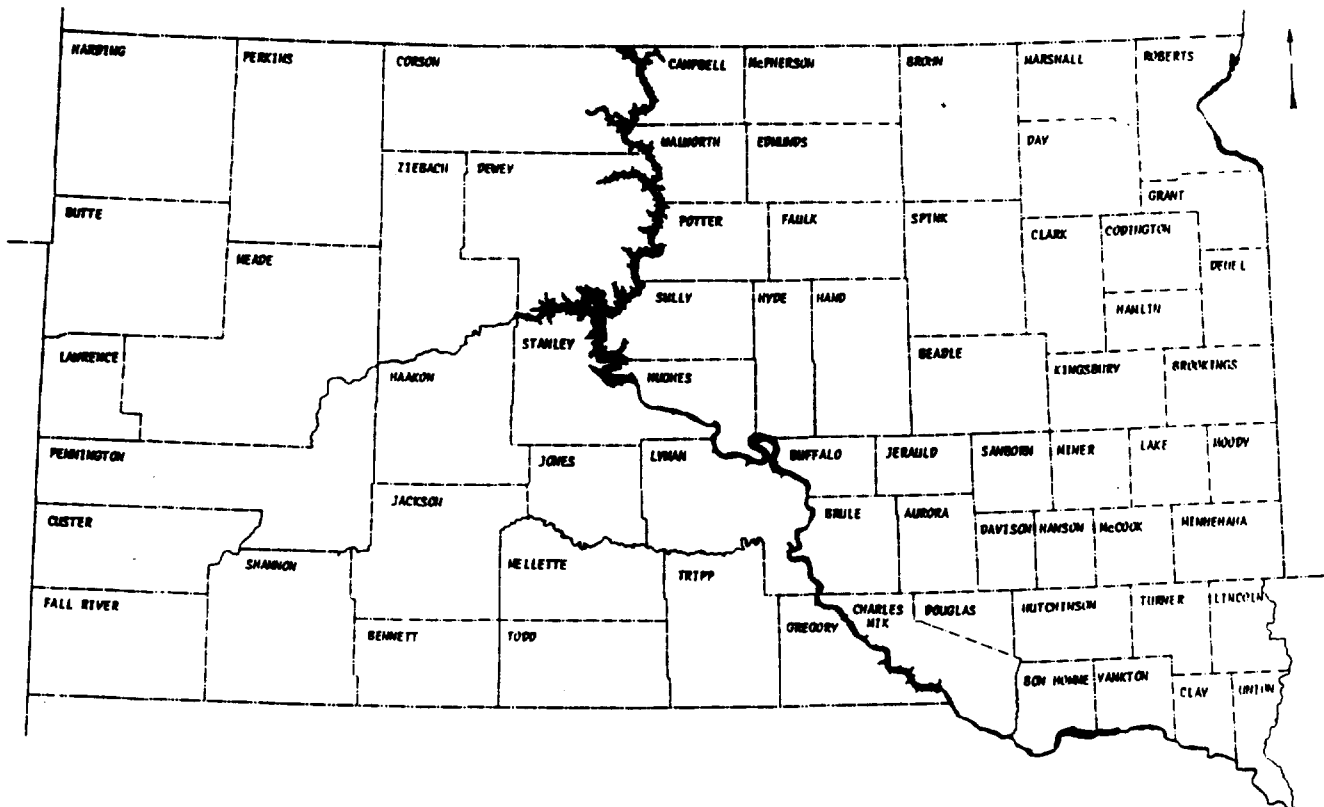 HARDING
PERKINS
CORSON
CAMPBELL
McPHERSON
BROWN
MARSHALL
ROBERTS
WALWORTH
EDMUNDS
DAY
ZIEBACH
DEWEY
GRANT
BUTTE
POTTER
FAULK
SPINK
CLARK
CODINGTON
MEADE
DEUEL
SULLY
HYDE
HAND
HAMLIN
STANLEY
LAWRENCE
BEADLE
KINGSBURY
BROOKINGS
HAAKON
HUGHES
PENNINGTON
JONES
LYMAN
BUFFALO
JERAULD
SANBORN
MINER
LAKE
MOODY
JACKSON
CUSTER
BRULE
AURORA
DAVISON
HANSON
McCOOK
MINNEHAHA
SHANNON
MELLETTE
TRIPP
FALL RIVER
CHARLES
MIX
DOUGLAS
HUTCHINSON
TURNER
LINCOLN
BENNETT
TODD
GREGORY
BON HOMME
YANKTON
CLAY
UNION